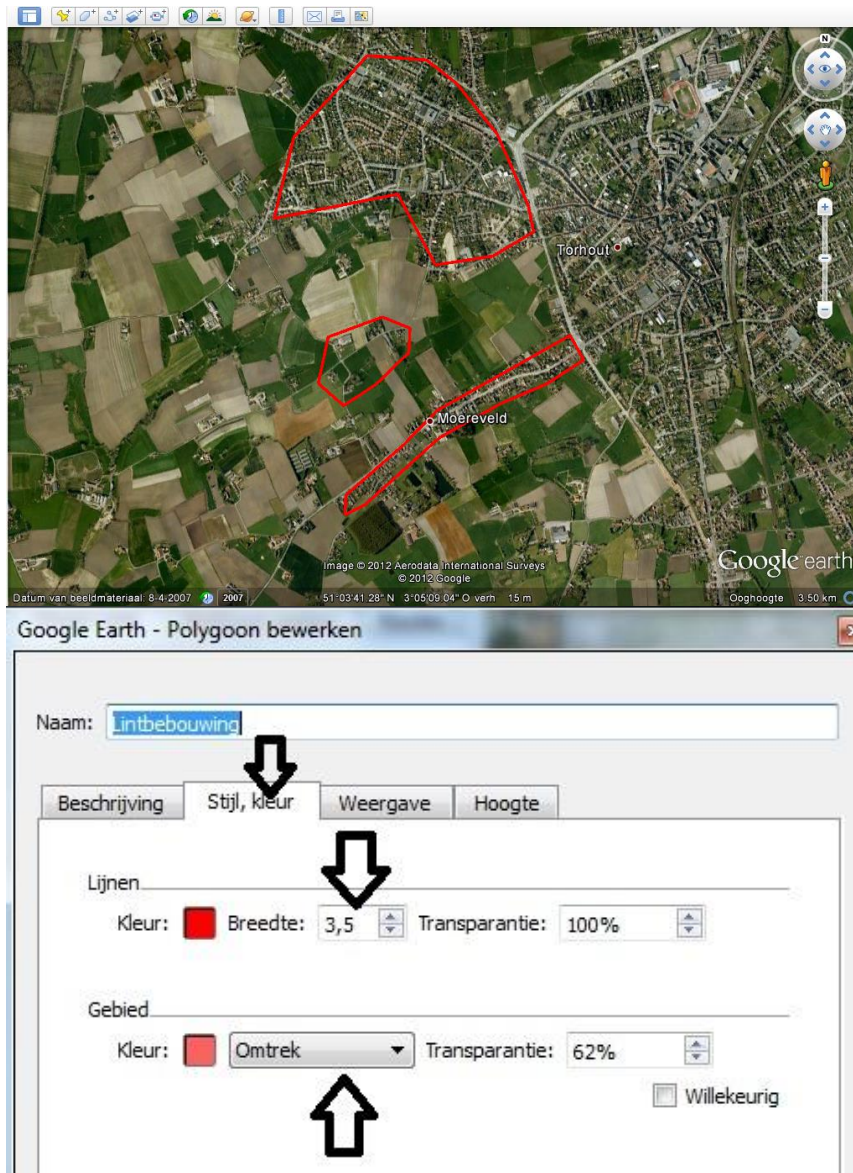 N
Torhout
Moereveld
Image © 2012 Aerodata International Surveys
© 2012 Google
Google earth
Datum van beeldmateriaal: 8-4-2007 2007 51°03'41.28" N 3°05'09.04" O verh 15 m Ooghoogte 3.50 km
Google Earth - Polygoon bewerken
Naam: Lintbebouwing
Beschrijving Stijl, kleur Weergave Hoogte
Lijnen
Kleur: Breedte: 3,5 Transparantie: 100%
Gebied
Kleur: Omtrek Transparantie: 62%
Willekeurig